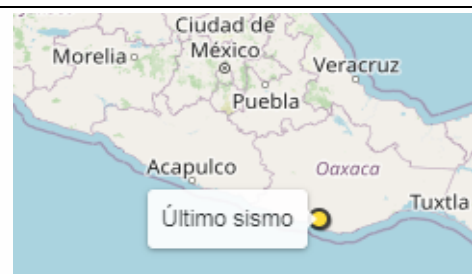 Ciudad de
México
Morelia
Veracruz
Puebla
Acapulco
Oaxaca
Último sismo
Tuxtla